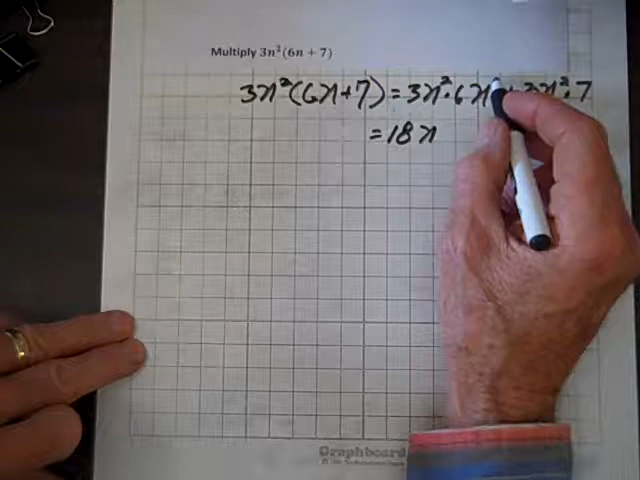 Multiply 3n²(6n + 7)
3n²(6n+7) = 3n²·6n + 3n²·7
= 18n
Graphboard